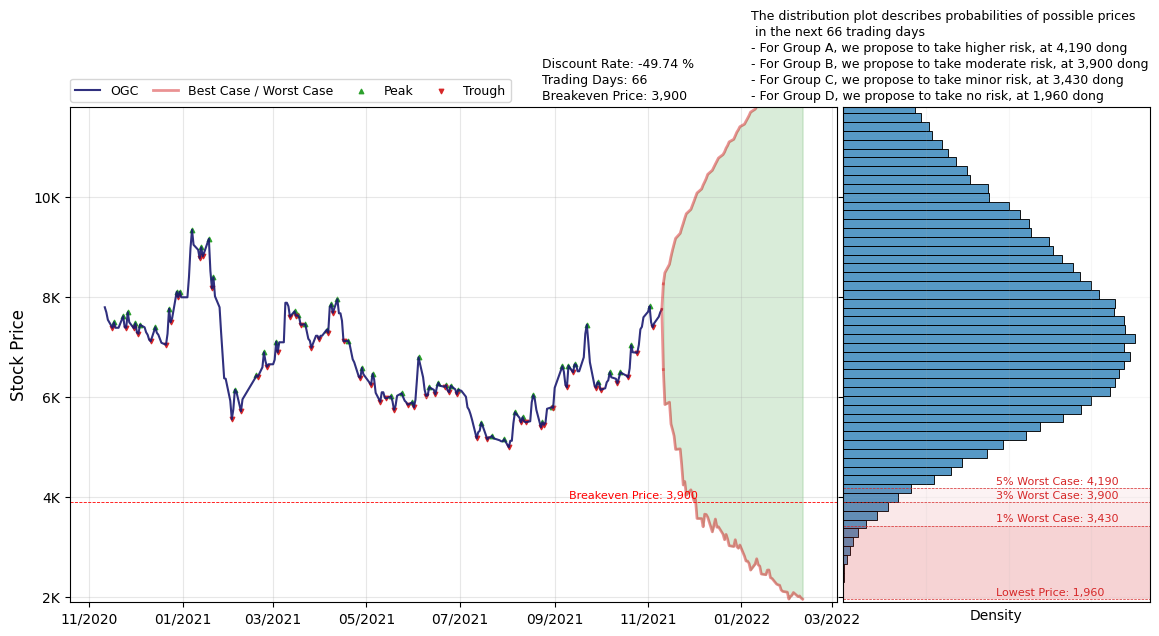 The distribution plot describes probabilities of possible prices
in the next 66 trading days
- For Group A, we propose to take higher risk, at 4,190 dong
- For Group B, we propose to take moderate risk, at 3,900 dong
- For Group C, we propose to take minor risk, at 3,430 dong
- For Group D, we propose to take no risk, at 1,960 dong
Discount Rate: -49.74 %
Trading Days: 66
Breakeven Price: 3,900
OGC
Best Case / Worst Case
Peak
Trough
Stock Price
10K
8K
6K
4K
2K
Breakeven Price: 3,900
5% Worst Case: 4,190
3% Worst Case: 3,900
1% Worst Case: 3,430
Lowest Price: 1,960
11/2020
01/2021
03/2021
05/2021
07/2021
09/2021
11/2021
01/2022
03/2022
Density